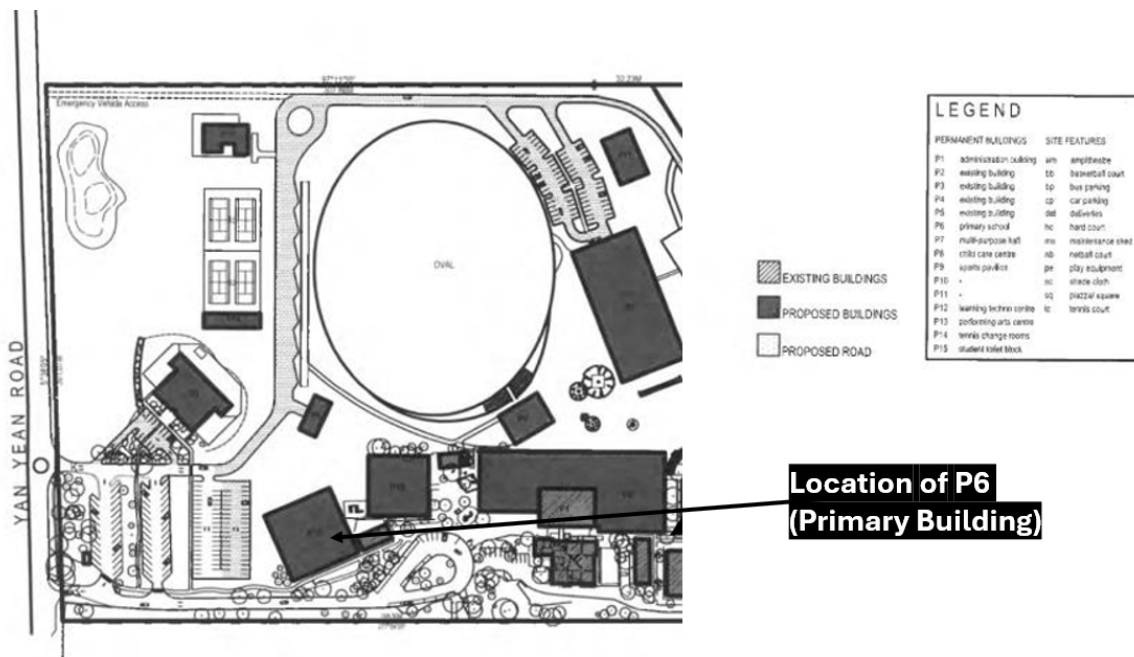 Emergency Vehicle Access
OVAL
YAN YEAN ROAD
EXISTING BUILDINGS
PROPOSED BUILDINGS
PROPOSED ROAD
LEGEND
PERMANENT BUILDINGS SITE FEATURES
P1 administration building am amphitheatre
P2 existing building bb basketball court
P3 existing building bp bus parking
P4 existing building cp car parking
P5 existing building del deliveries
P6 primary school hc hard court
P7 multi-purpose hall ms maintenance shed
P8 child care centre nb netball court
P9 sports pavilion pe play equipment
P10 - sc shade cloth
P11 - sq piazza/ square
P12 learning techno centre tc tennis court
P13 performing arts centre
P14 tennis change rooms
P15 student toilet block
Location of P6
(Primary Building)